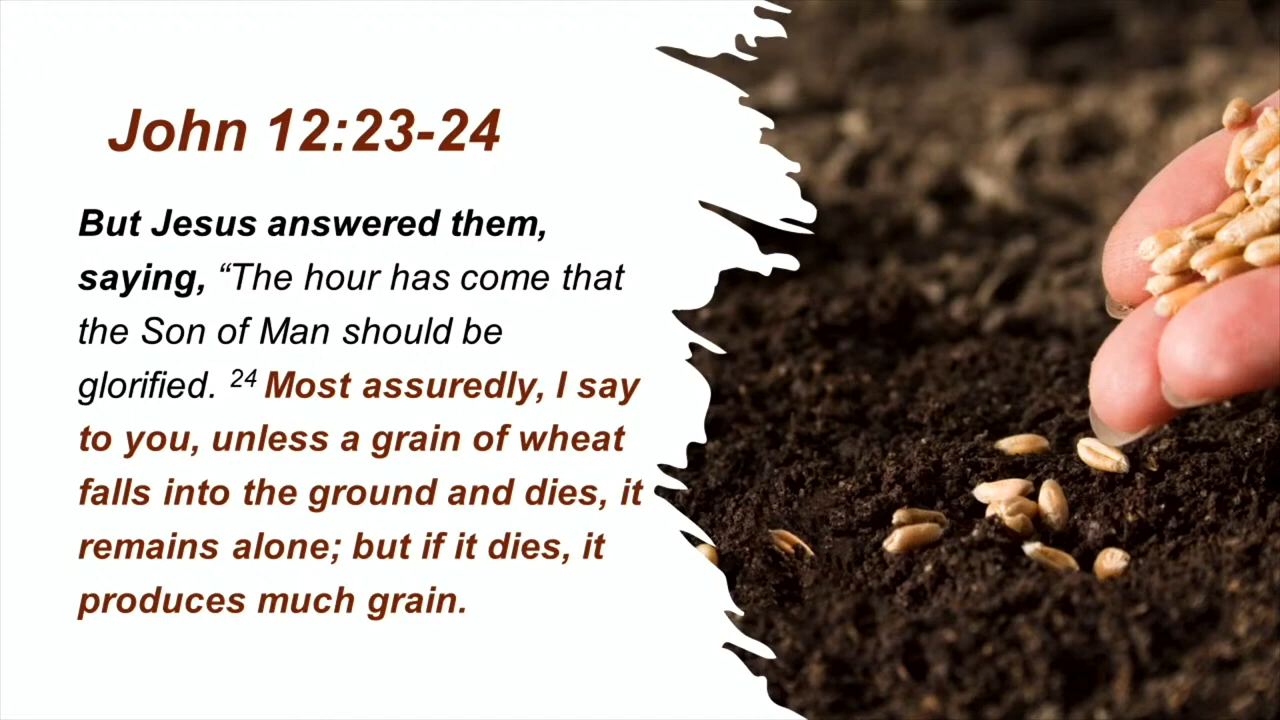 John 12:23-24
But Jesus answered them,
saying, “The hour has come that
the Son of Man should be
glorified. 24 Most assuredly, I say
to you, unless a grain of wheat
falls into the ground and dies, it
remains alone; but if it dies, it
produces much grain.